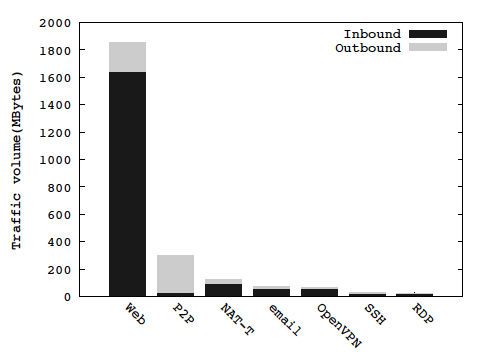 Traffic volume(MBytes)
2000
1800
1600
1400
1200
1000
800
600
400
200
0
Inbound
Outbound
Web
P2P
NAT-T
email
OpenVPN
SSH
RDP